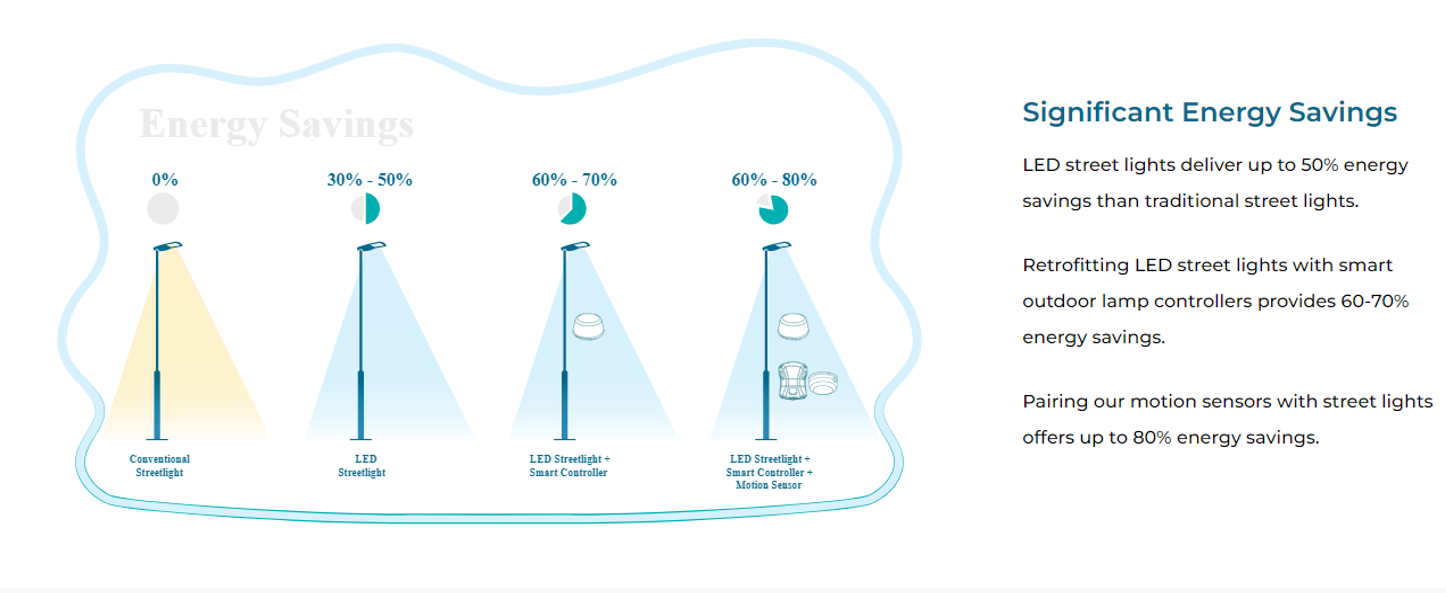 Energy Savings
0%
30% - 50%
60% - 70%
60% - 80%
Conventional
Streetlight
LED
Streetlight
LED Streetlight +
Smart Controller
LED Streetlight +
Smart Controller +
Motion Sensor
Significant Energy Savings
LED street lights deliver up to 50% energy
savings than traditional street lights.
Retrofitting LED street lights with smart
outdoor lamp controllers provides 60-70%
energy savings.
Pairing our motion sensors with street lights
offers up to 80% energy savings.